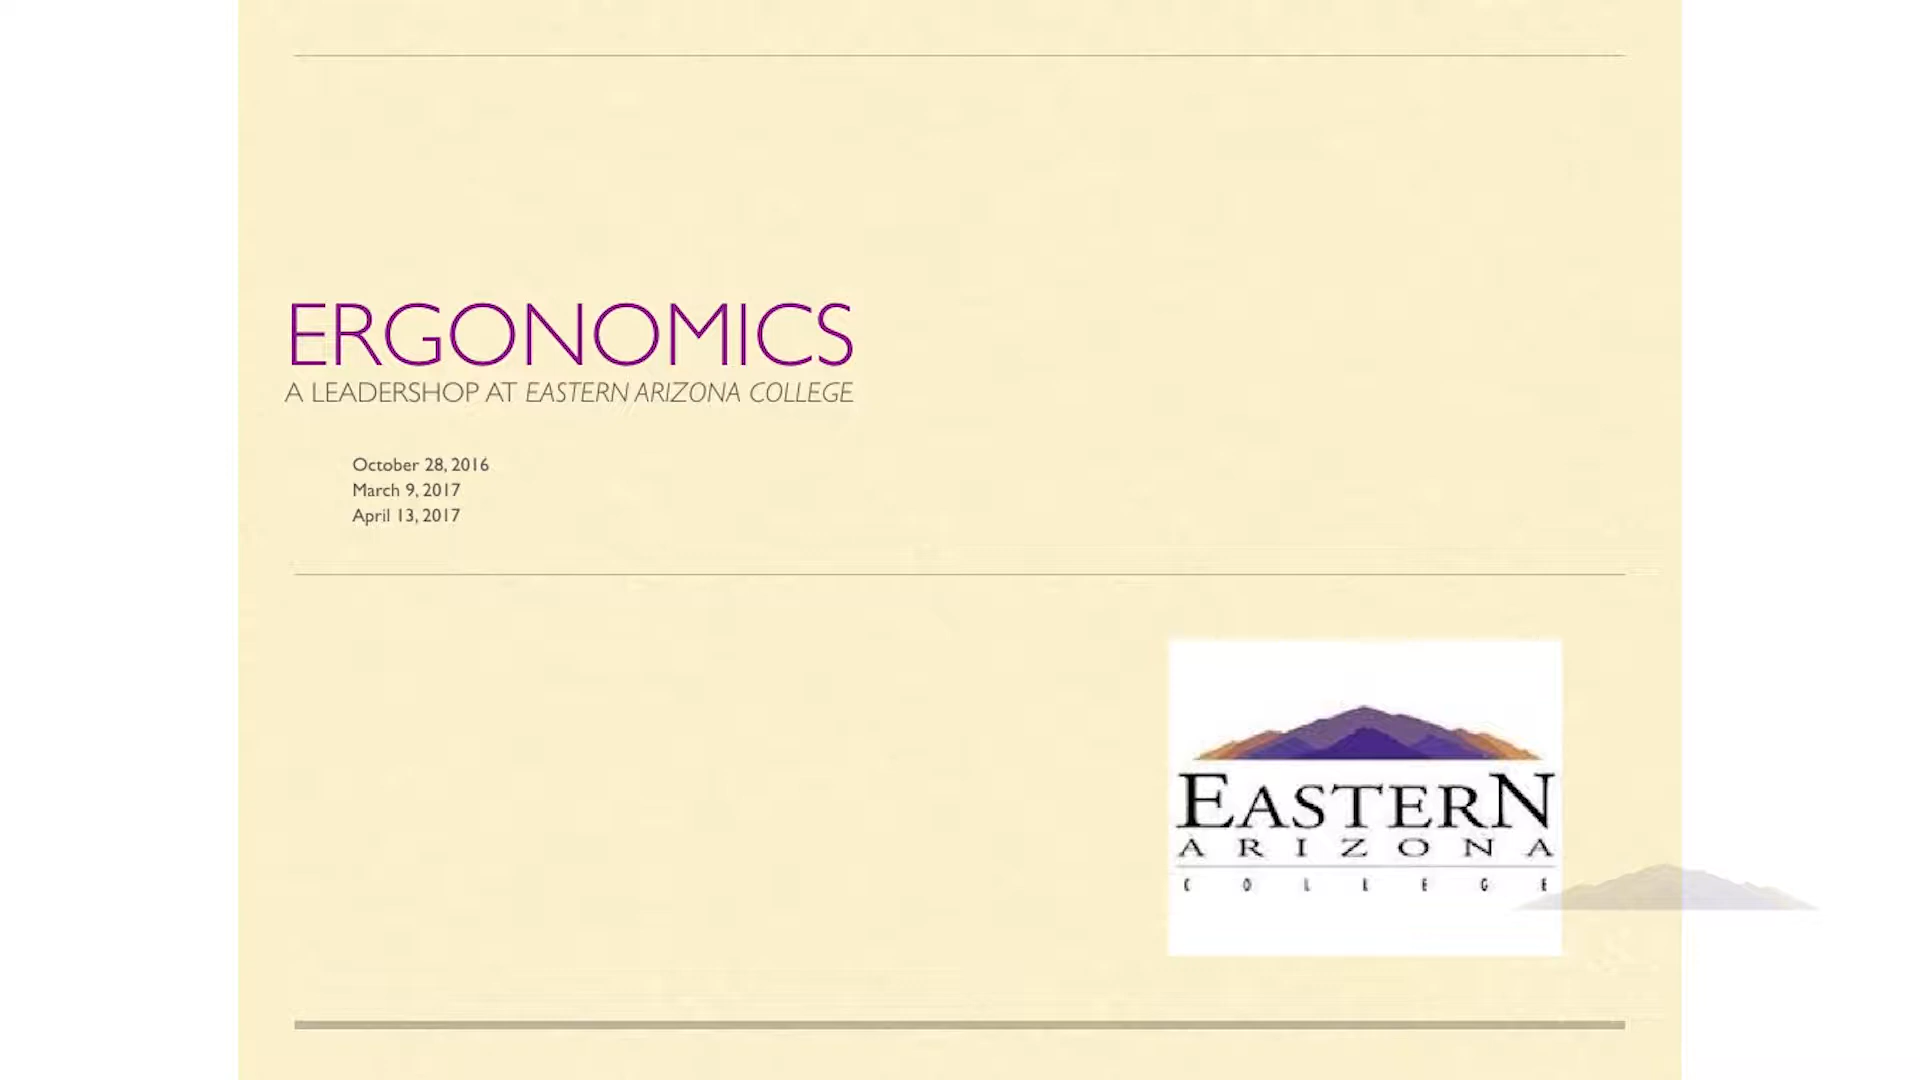 ERGONOMICS
A LEADERSHOP AT EASTERN ARIZONA COLLEGE
October 28, 2016
March 9, 2017
April 13, 2017
EASTERN
ARIZONA
COLLEGE